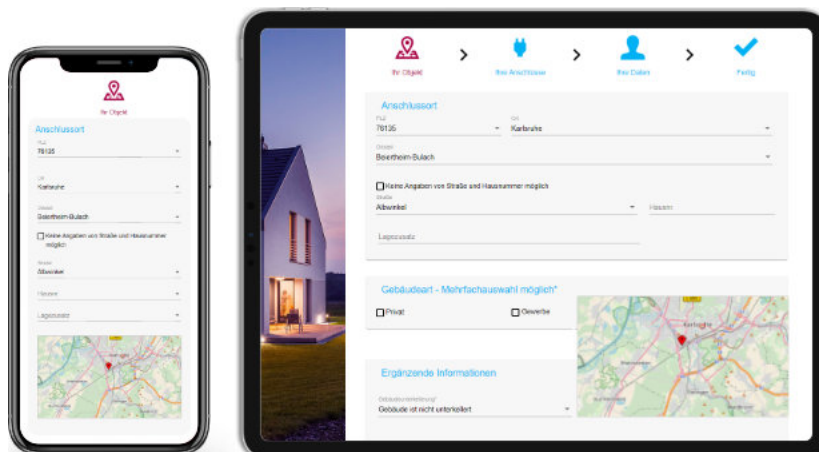 Ihr Objekt
Anschlussort
PLZ
76135
Ort
Karlsruhe
Ortsteil
Beiertheim-Bulach
Keine Angaben von Straße und Hausnummer
möglich
Straße
Albwinkel
Hausnr.
Lagezusatz
Ihr Objekt
Ihre Anschlüsse
Ihre Daten
Fertig
Anschlussort
PLZ
76135
Ort
Karlsruhe
Ortsteil
Beiertheim-Bulach
Keine Angaben von Straße und Hausnummer möglich
Straße
Albwinkel
Hausnr.
Lagezusatz
Gebäudeart - Mehrfachauswahl möglich*
Privat
Gewerbe
Karlsruhe
Ergänzende Informationen
Gebäude ist nicht unterkellert